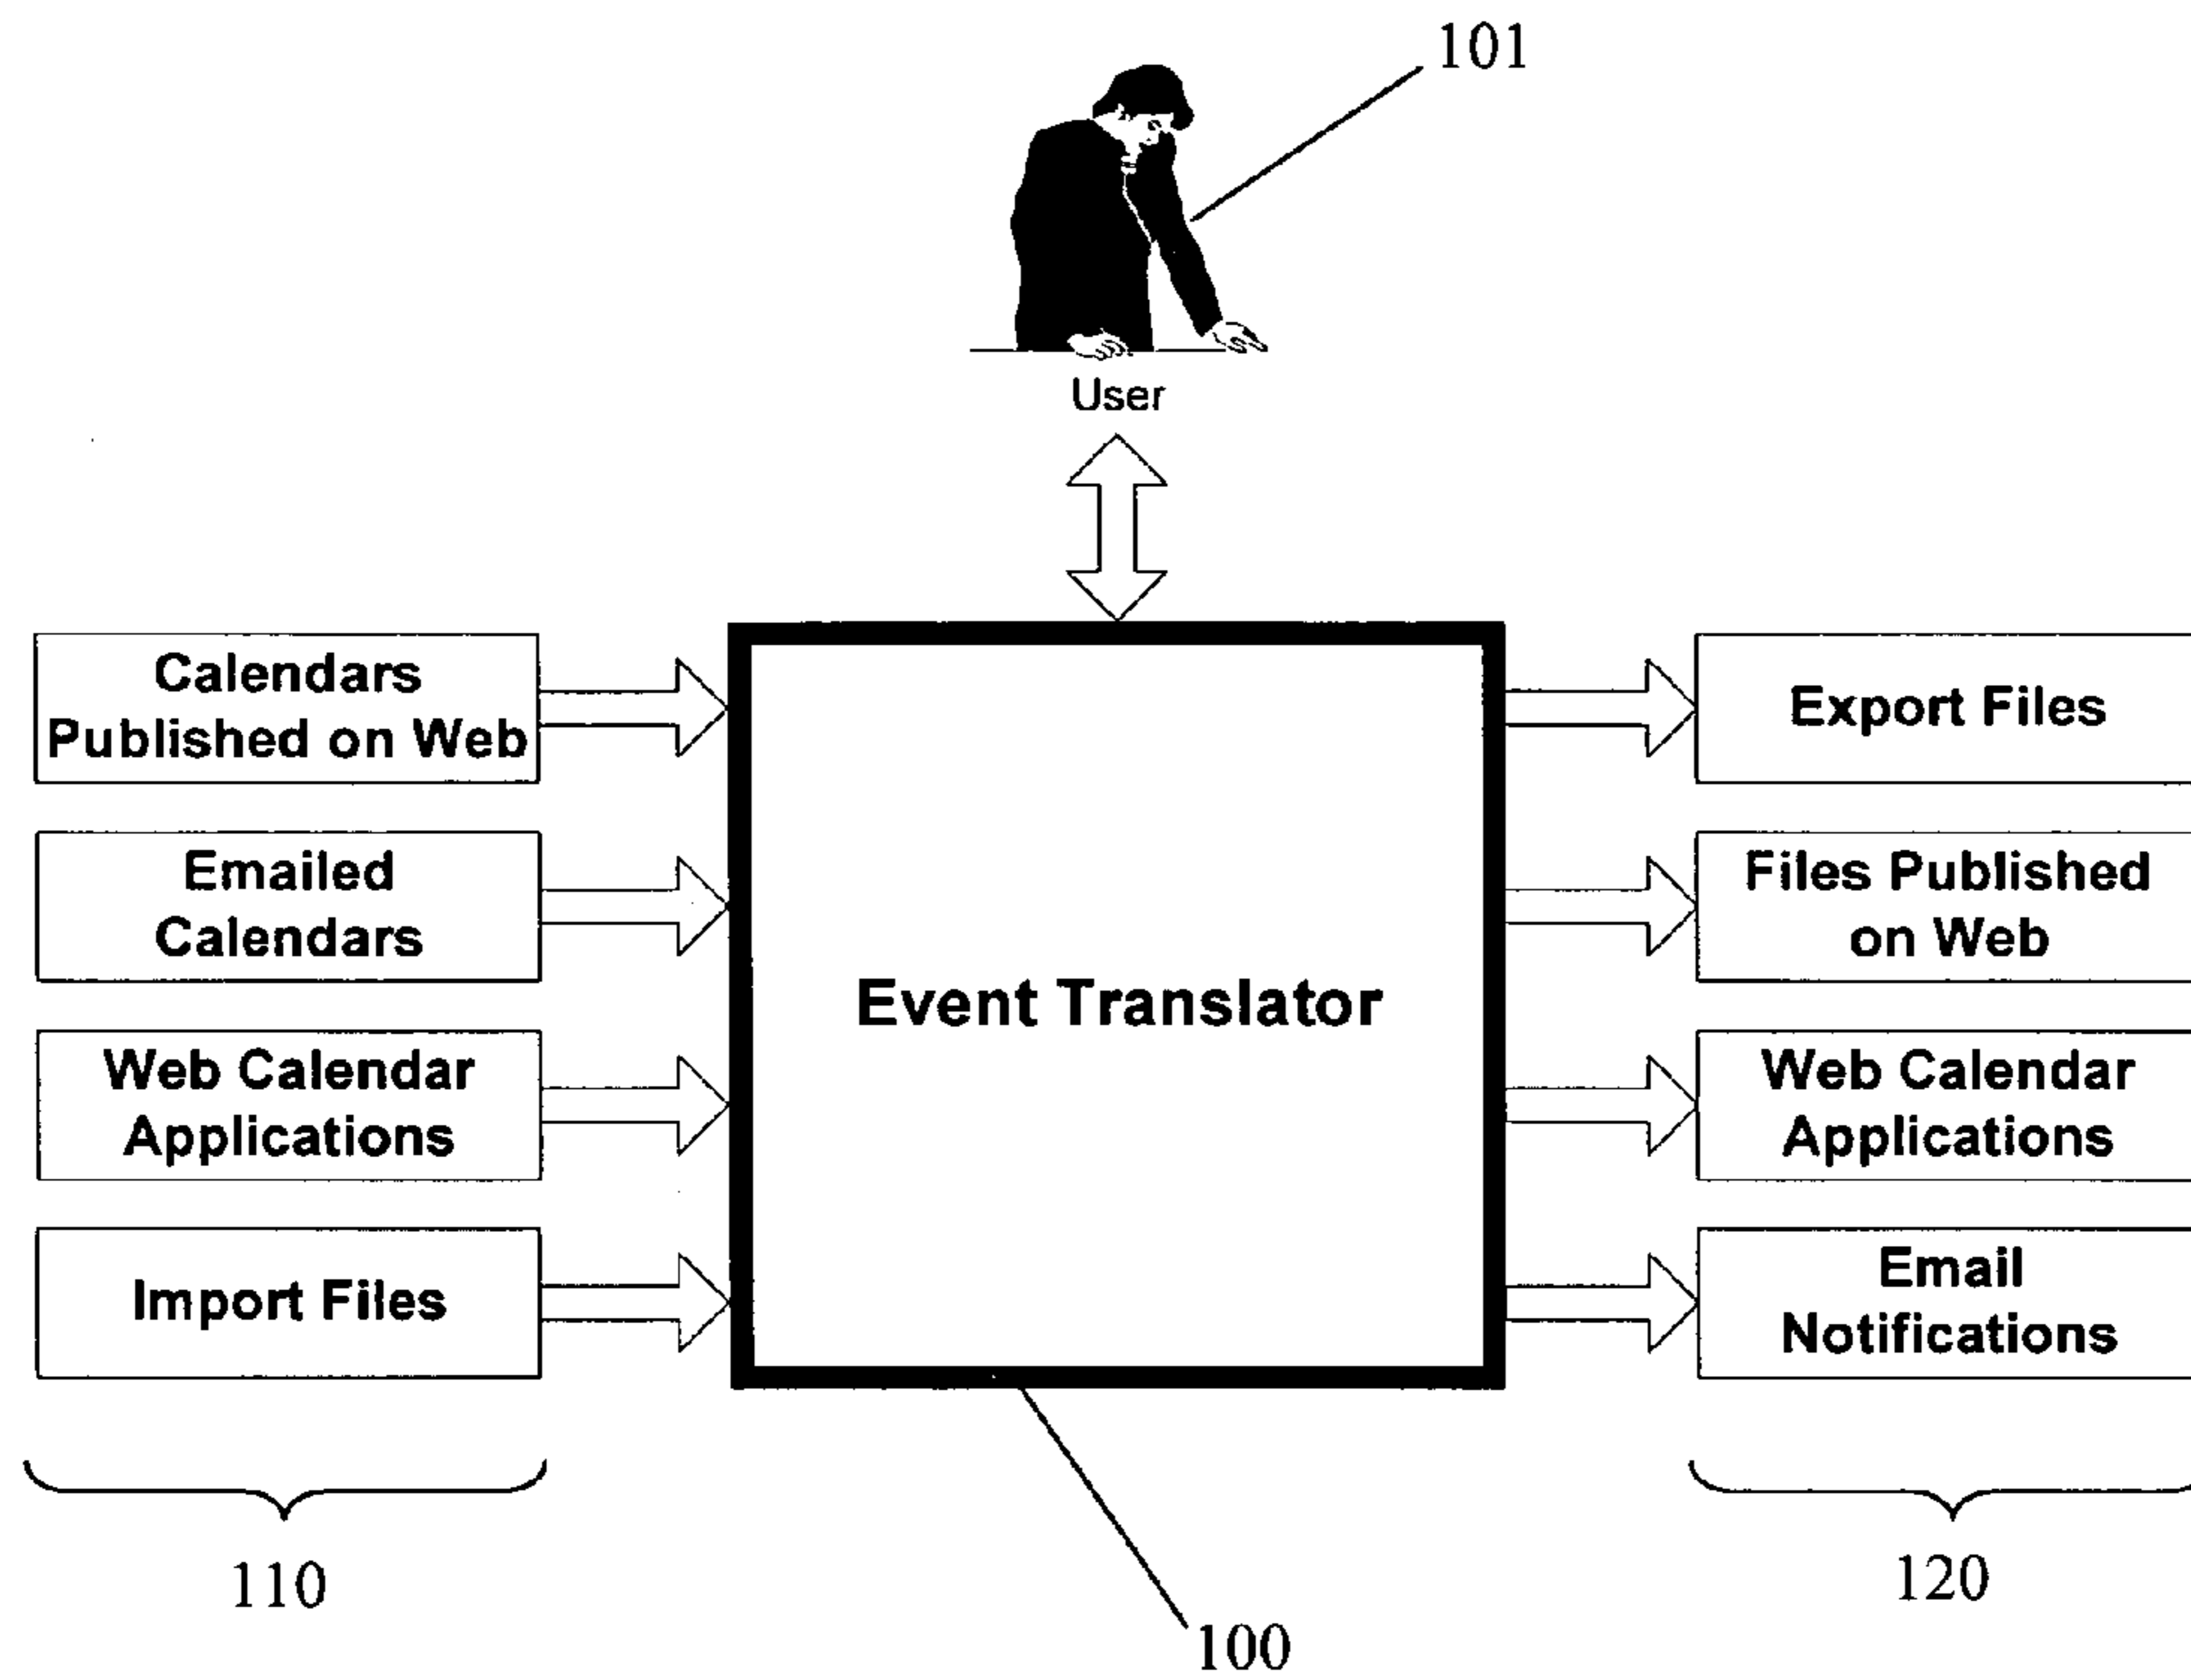 101
User
Calendars
Published on Web
Emailed
Calendars
Web Calendar
Applications
Import Files
Event Translator
Export Files
Files Published
on Web
Web Calendar
Applications
Email
Notifications
110
120
100